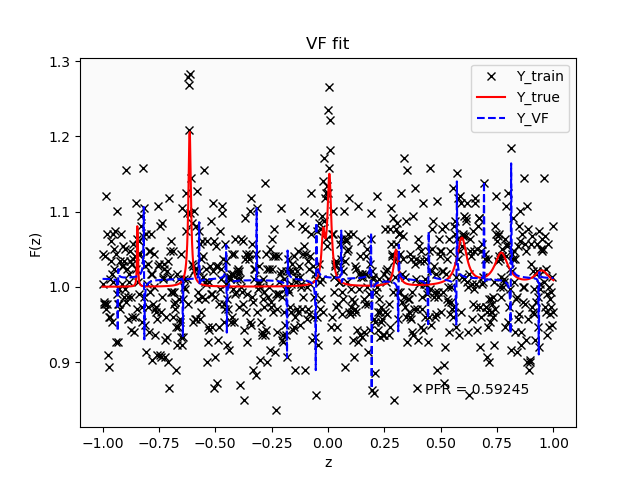 VF fit
1.3
1.2
1.1
1.0
0.9
F(z)
Y_train
Y_true
Y_VF
PFR = 0.59245
−1.00 −0.75 −0.50 −0.25 0.00 0.25 0.50 0.75 1.00
z